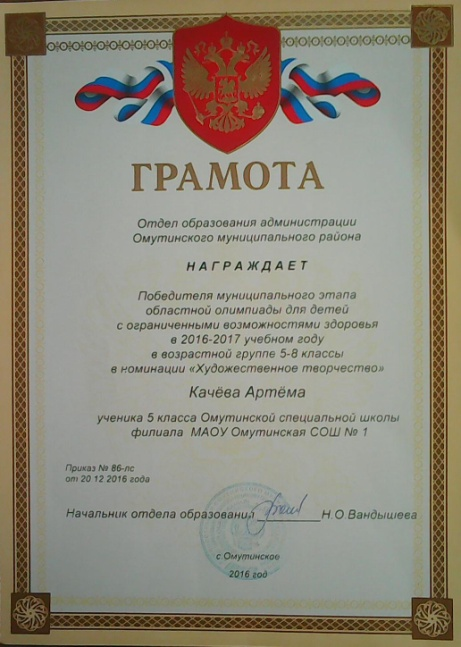 ГРАМОТА
Отдел образования администрации
Омутинского муниципального района
НАГРАЖДАЕТ
Победителя муниципального этапа
областной олимпиады для детей
с ограниченными возможностями здоровья
в 2016-2017 учебном году
в возрастной группе 5-8 классы
в номинации «Художественное творчество»
Качёва Артёма
ученика 5 класса Омутинской специальной школы
филиала МАОУ Омутинская СОШ № 1
Приказ № 86-лс
от 20.12.2016 года
Начальник отдела образования Н.О.Вандышева
с.Омутинское
2016 год